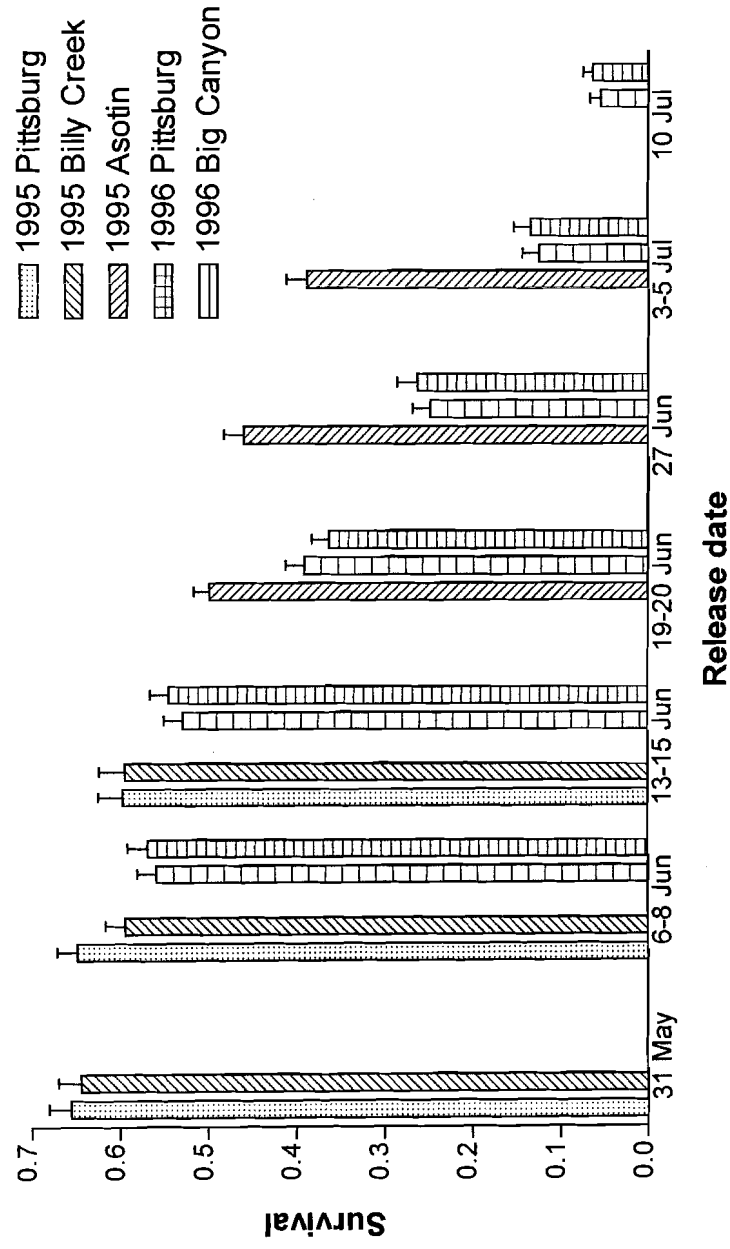 1995 Pittsburg
1995 Billy Creek
1995 Asotin
1996 Pittsburg
1996 Big Canyon
Survival
0.7
0.6
0.5
0.4
0.3
0.2
0.1
0.0
31 May
6-8 Jun
13-15 Jun
19-20 Jun
27 Jun
3-5 Jul
10 Jul
Release date